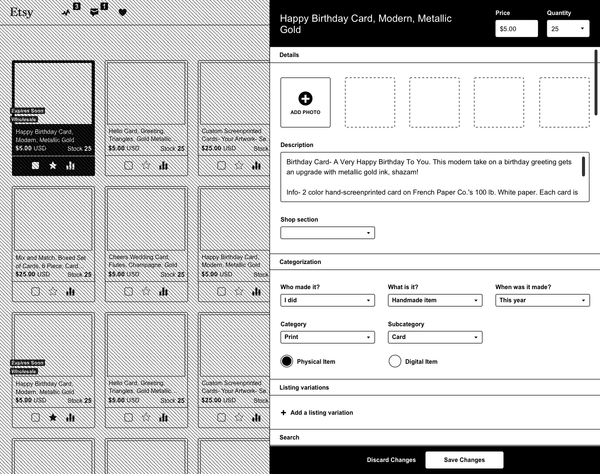 Etsy
3
1
Expires Soon
Wholesale
Happy Birthday Card,
Modern, Metallic Gold
$5.00 USD Stock 25
Hello Card, Greeting,
Triangles, Gold Metallic...
$5.00 USD Stock 25
Custom Screenprinted
Cards- Your Artwork- Se
$25.00 USD Stock
Mix and Match, Boxed Set
of Cards, 6 Piece, Card...
$25.00 USD Stock 25
Cheers Wedding Card,
Flutes, Champagne, Gold
$5.00 USD Stock 25
Happy Birthday Card,
Modern, Metallic Gold
$5.00 USD Stock
Expires Soon
Wholesale
Happy Birthday Card,
Modern, Metallic Gold
$5.00 USD Stock 25
Hello Card, Greeting,
Triangles, Gold Metallic...
$5.00 USD Stock 25
Custom Screenprinted
Cards- Your Artwork- Se
$25.00 USD Stock
Happy Birthday Card, Modern, Metallic
Gold
Price Quantity
$5.00 25
Details
ADD PHOTO
Description
Birthday Card- A Very Happy Birthday To You. This modern take on a birthday greeting gets
an upgrade with metallic gold ink, shazam!
Info- 2 color hand-screenprinted card on French Paper Co.'s 100 lb. White paper. Each card is
Shop section
Categorization
Who made it? What is it? When was it made?
I did Handmade item This year
Category Subcategory
Print Card
Physical Item Digital Item
Listing variations
+ Add a listing variation
Search
Discard Changes Save Changes